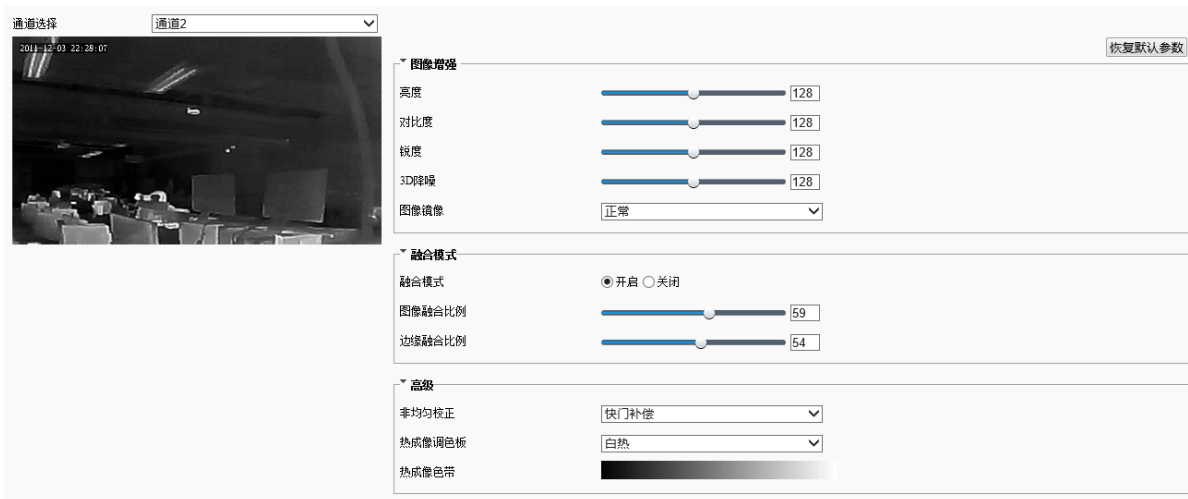 通道选择 通道2
2011-12-03 22:28:07
恢复默认参数
图像增强
亮度 128
对比度 128
锐度 128
3D降噪 128
图像镜像 正常
融合模式
融合模式 开启 关闭
图像融合比例 59
边缘融合比例 54
高级
非均匀校正 快门补偿
热成像调色板 白热
热成像色带